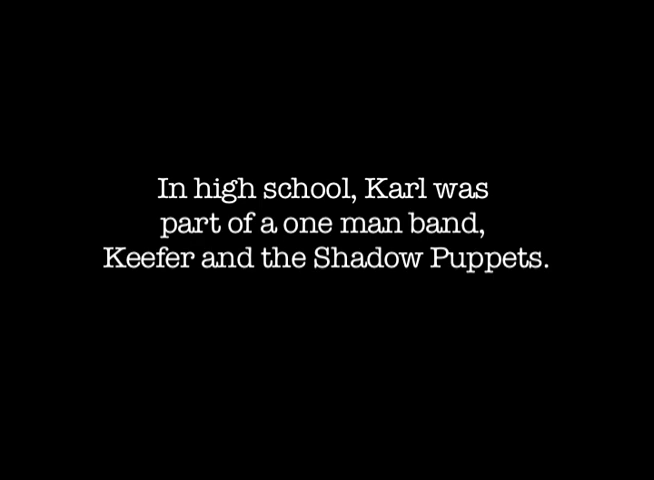 In high school, Karl was
part of a one man band,
Keefer and the Shadow Puppets.